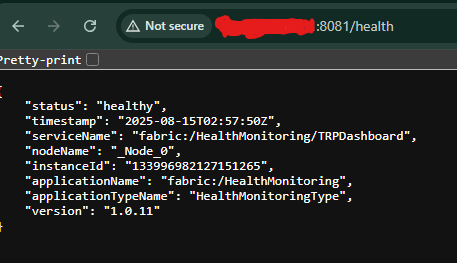 Not secure :8081/health
Pretty-print
{
"status": "healthy",
"timestamp": "2025-08-15T02:57:50Z",
"serviceName": "fabric:/HealthMonitoring/TRPDashboard",
"nodeName": "_Node_0",
"instanceId": "133996982127151265",
"applicationName": "fabric:/HealthMonitoring",
"applicationTypeName": "HealthMonitoringType",
"version": "1.0.11"
}